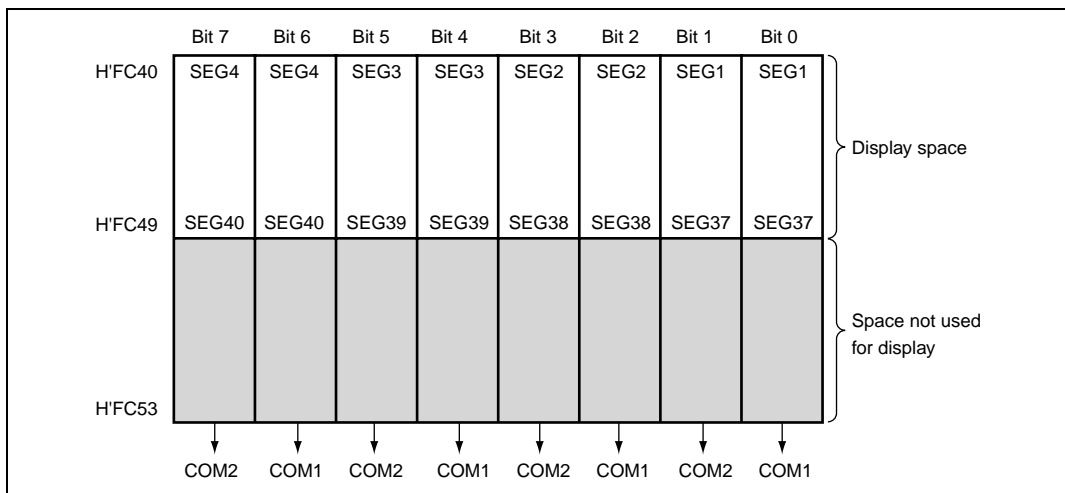 Bit 7 Bit 6 Bit 5 Bit 4 Bit 3 Bit 2 Bit 1 Bit 0
H'FC40 SEG4 SEG4 SEG3 SEG3 SEG2 SEG2 SEG1 SEG1
Display space
H'FC49 SEG40 SEG40 SEG39 SEG39 SEG38 SEG38 SEG37 SEG37
Space not used
for display
H'FC53
COM2 COM1 COM2 COM1 COM2 COM1 COM2 COM1